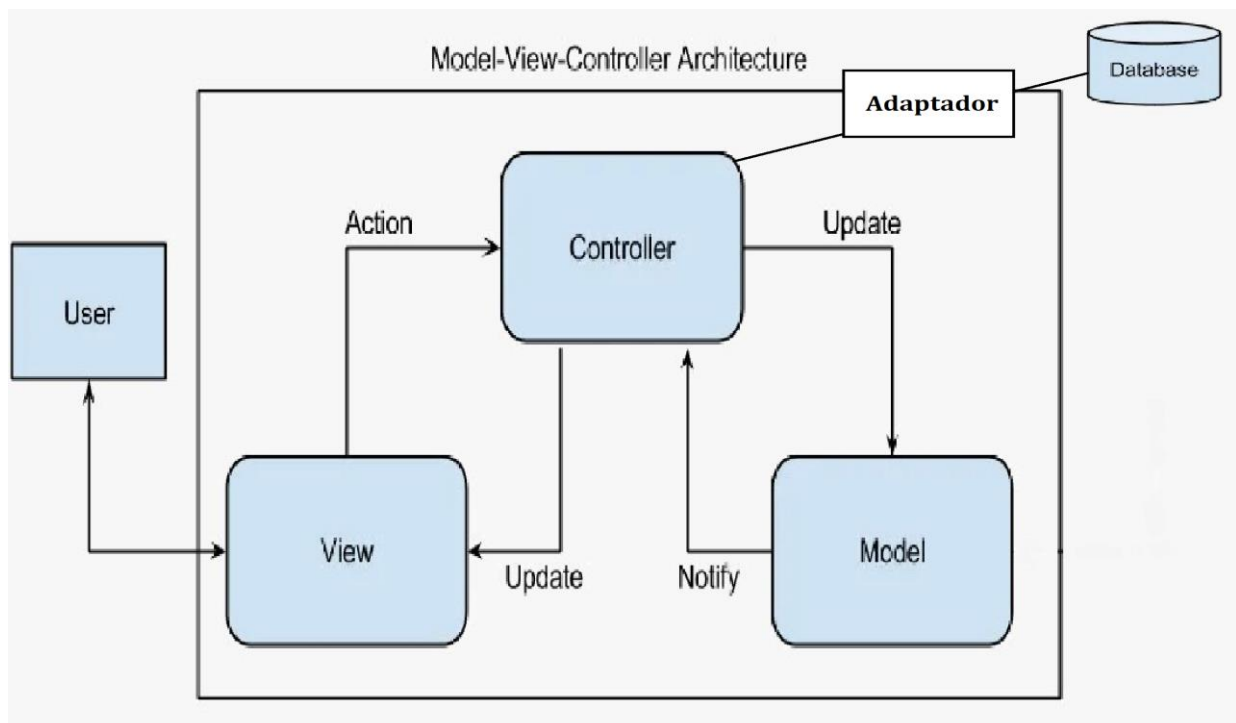 Model-View-Controller Architecture
Database
Adaptador
Action
Controller
Update
User
View
Update
Notify
Model